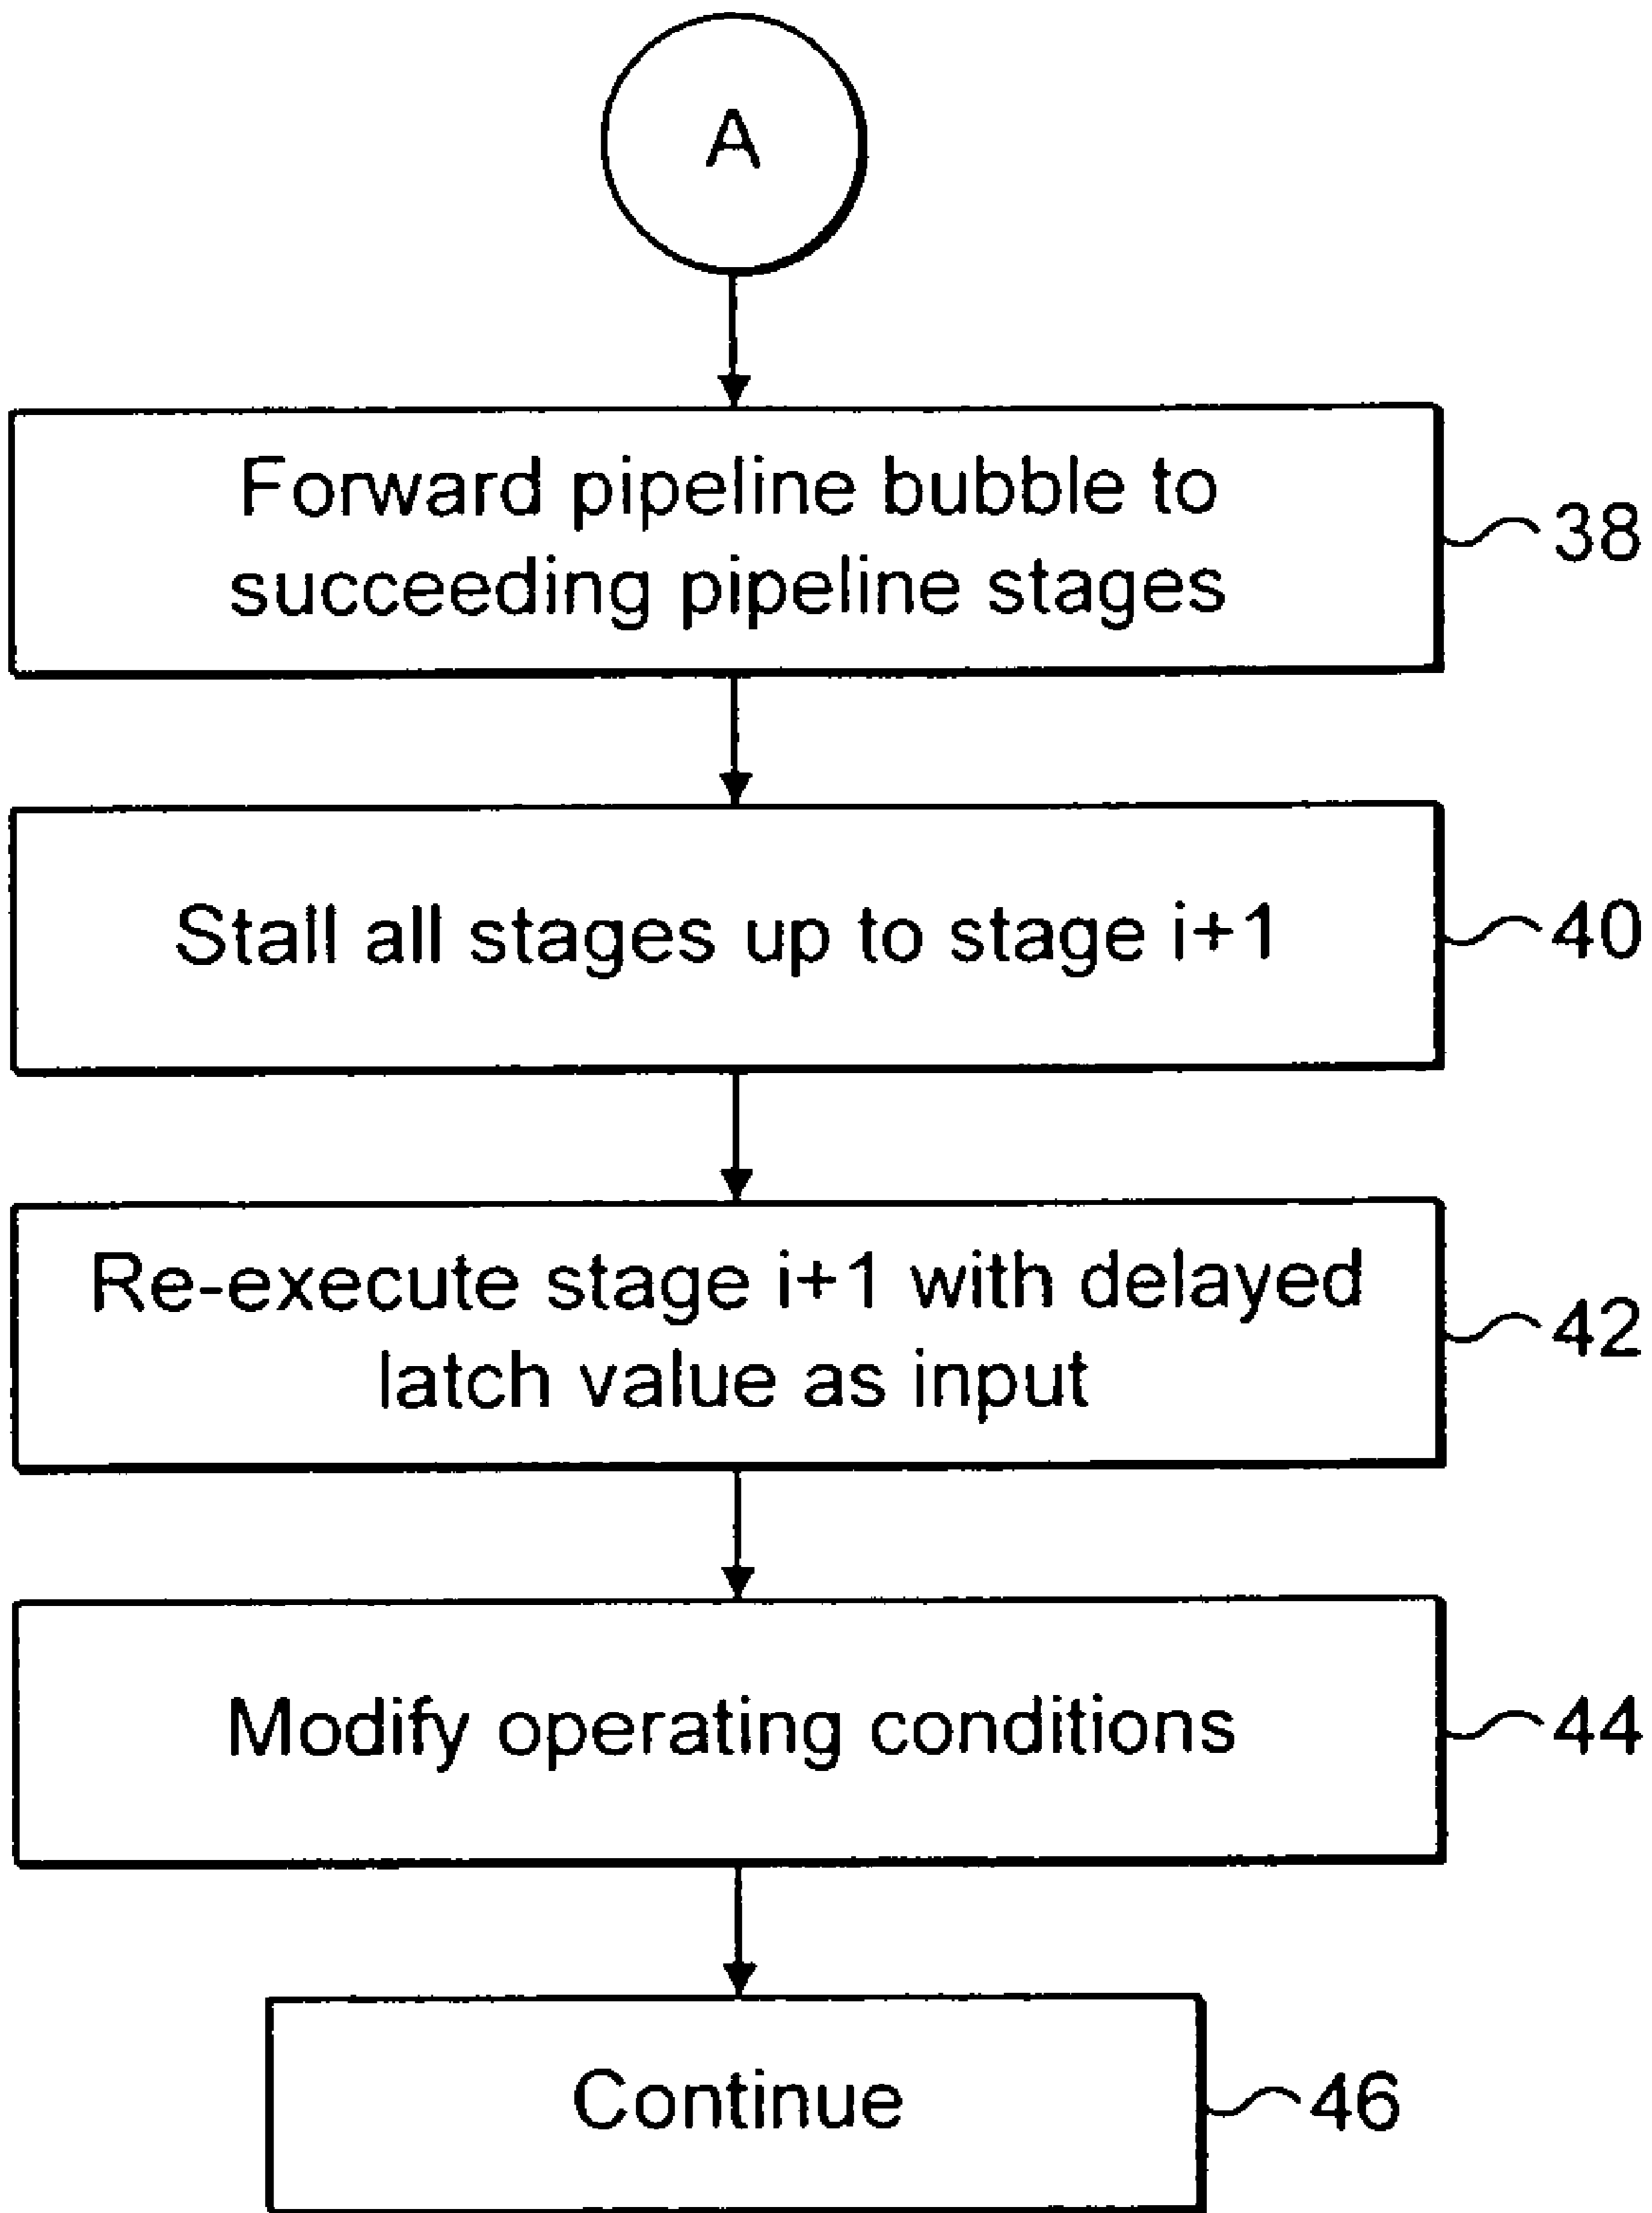 A
Forward pipeline bubble to
succeeding pipeline stages
38
Stall all stages up to stage i+1
40
Re-execute stage i+1 with delayed
latch value as input
42
Modify operating conditions
44
Continue
46